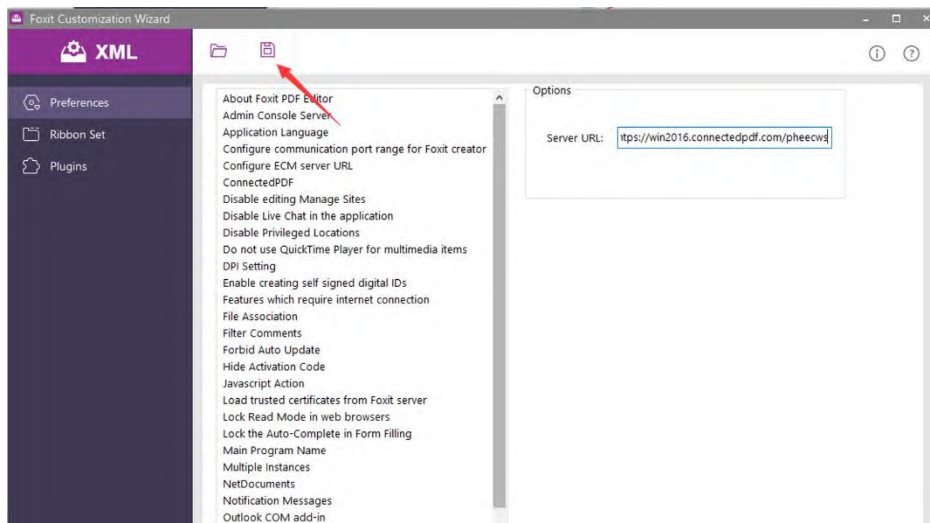 Foxit Customization Wizard
XML
Preferences
Ribbon Set
Plugins
About Foxit PDF Editor
Admin Console Server
Application Language
Configure communication port range for Foxit creator
Configure ECM server URL
ConnectedPDF
Disable editing Manage Sites
Disable Live Chat in the application
Disable Privileged Locations
Do not use QuickTime Player for multimedia items
DPI Setting
Enable creating self signed digital IDs
Features which require internet connection
File Association
Filter Comments
Forbid Auto Update
Hide Activation Code
Javascript Action
Load trusted certificates from Foxit server
Lock Read Mode in web browsers
Lock the Auto-Complete in Form Filling
Main Program Name
Multiple Instances
NetDocuments
Notification Messages
Outlook COM add-in
Options
Server URL: ttps://win2016.connectedpdf.com/pheecws